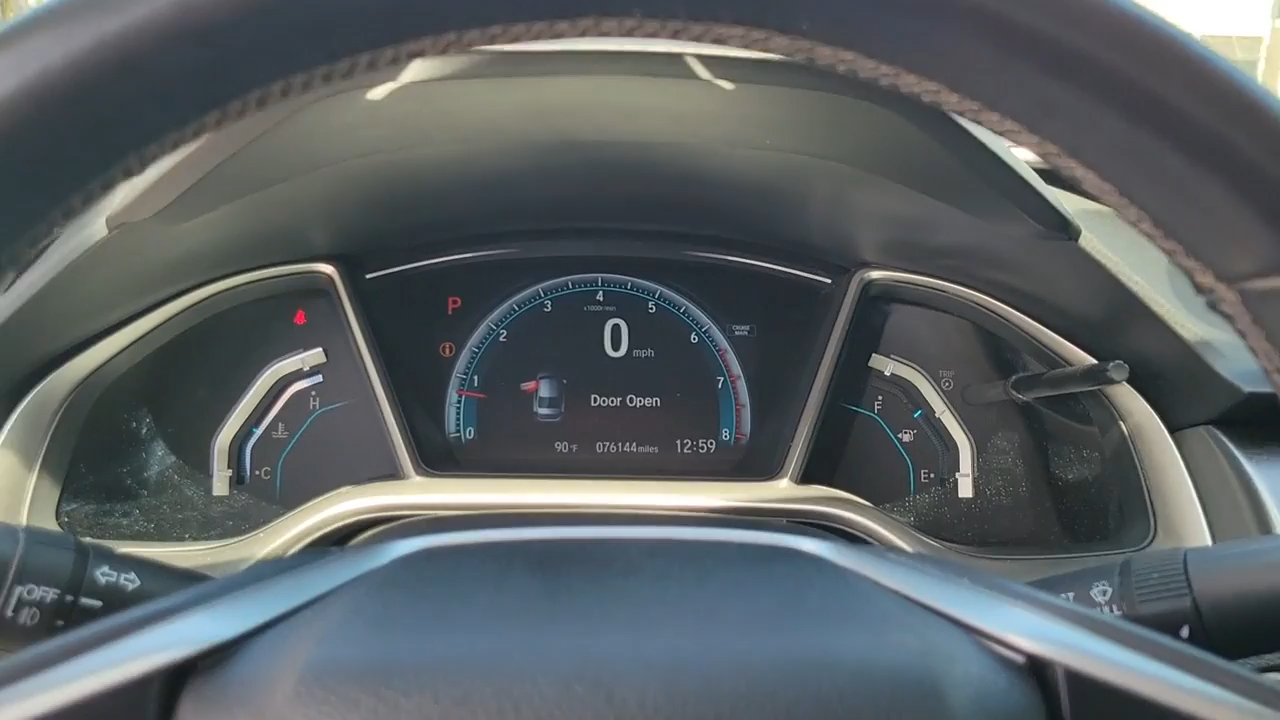 P
0
1
2
3
4
5
6
7
8
x1000r/min
0 mph
CRUISE
MAIN
Door Open
90°F 076144 miles 12:59
H
C
TRIP
F
E
OFF